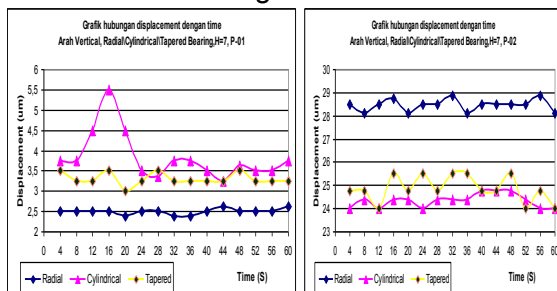 Grafik hubungan displacement dengan time
Arah Vertical, Radial\Cylindrical\Tapered Bearing,H=7, P-01
Displacement (um)
6
5,5
5
4,5
4
3,5
3
2,5
2
0 4 8 12 16 20 24 28 32 36 40 44 48 52 56 60
Time (S)
Radial Cylindrical Tapered
Grafik hubungan displacement dengan time
Arah Vertical, Radial\Cylindrical\Tapered Bearing,H=7, P-02
Displacement (um)
30
29
28
27
26
25
24
23
0 4 8 12 16 20 24 28 32 36 40 44 48 52 56 60
Time (S)
Radial Cylindrical Tapered